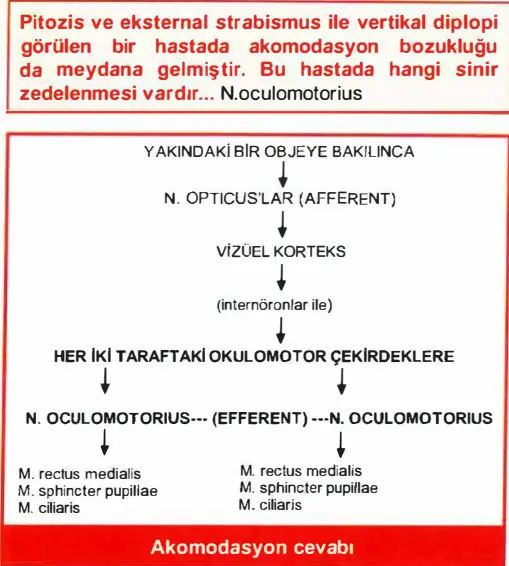 Pitozis ve eksternal strabismus ile vertikal diplopi
görülen bir hastada akomodasyon bozukluğu
da meydana gelmiştir. Bu hastada hangi sinir
zedelenmesi vardır... N.oculomotorius
YAKINDAKİ BİR OBJEYE BAKILINCA
N. OPTICUS'LAR (AFFERENT)
VİZÜEL KORTEKS
(internöronlar ile)
HER İKİ TARAFTAKİ OKULOMOTOR ÇEKİRDEKLERE
N. OCULOMOTORIUS--- (EFFERENT) ---N. OCULOMOTORIUS
M. rectus medialis
M. sphincter pupillae
M. ciliaris
M. rectus medialis
M. sphincter pupillae
M. ciliaris
Akomodasyon cevabı